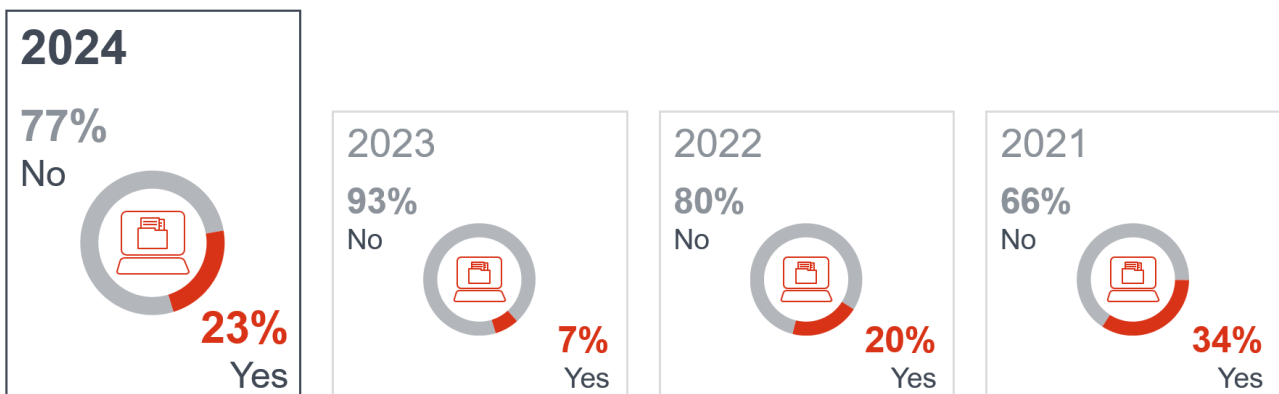 2024
77%
No
23%
Yes
2023
93%
No
7%
Yes
2022
80%
No
20%
Yes
2021
66%
No
34%
Yes